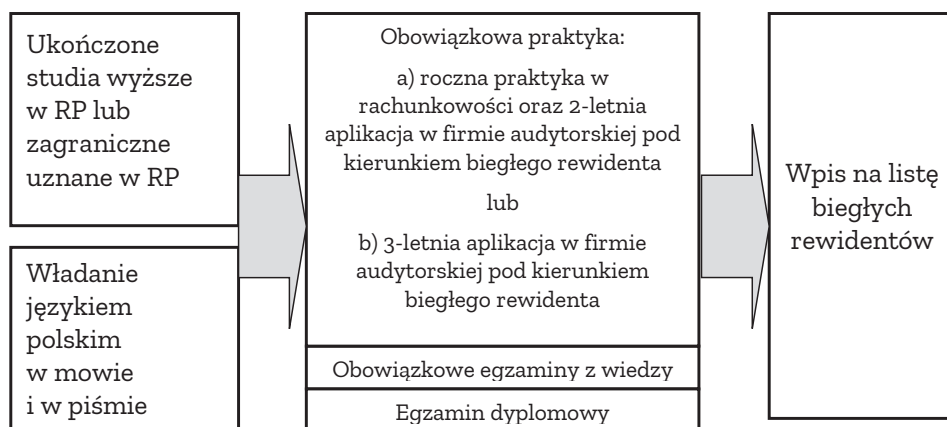 Ukończone
studia wyższe
w RP lub
zagraniczne
uznane w RP
Władanie
językiem
polskim
w mowie
i w piśmie
Obowiązkowa praktyka:
a) roczna praktyka w
rachunkowości oraz 2-letnia
aplikacja w firmie audytorskiej pod
kierunkiem biegłego rewidenta
lub
b) 3-letnia aplikacja w firmie
audytorskiej pod kierunkiem
biegłego rewidenta
Obowiązkowe egzaminy z wiedzy
Egzamin dyplomowy
Wpis na listę
biegłych
rewidentów